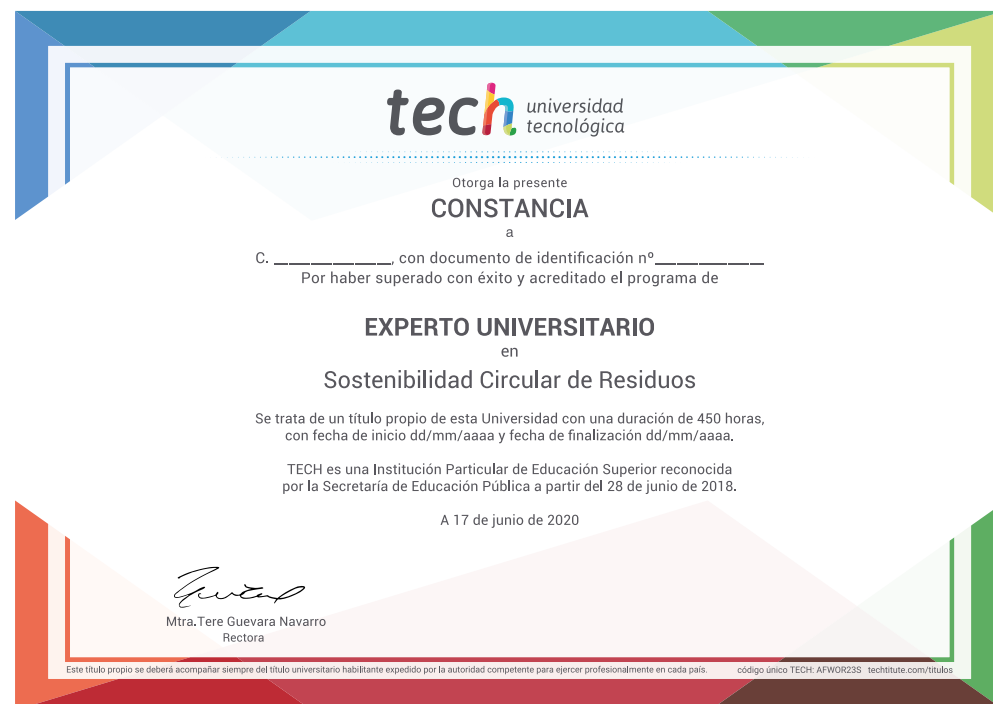 tech universidad
tecnológica
Otorga la presente
CONSTANCIA
a
C. ______________, con documento de identificación nº_____________
Por haber superado con éxito y acreditado el programa de
EXPERTO UNIVERSITARIO
en
Sostenibilidad Circular de Residuos
Se trata de un título propio de esta Universidad con una duración de 450 horas,
con fecha de inicio dd/mm/aaaa y fecha de finalización dd/mm/aaaa.
TECH es una Institución Particular de Educación Superior reconocida
por la Secretaría de Educación Pública a partir del 28 de junio de 2018.
A 17 de junio de 2020
Mtra.Tere Guevara Navarro
Rectora
Este título propio se deberá acompañar siempre del título universitario habilitante expedido por la autoridad competente para ejercer profesionalmente en cada país. código único TECH: AFWOR23S techtitute.com/titulos